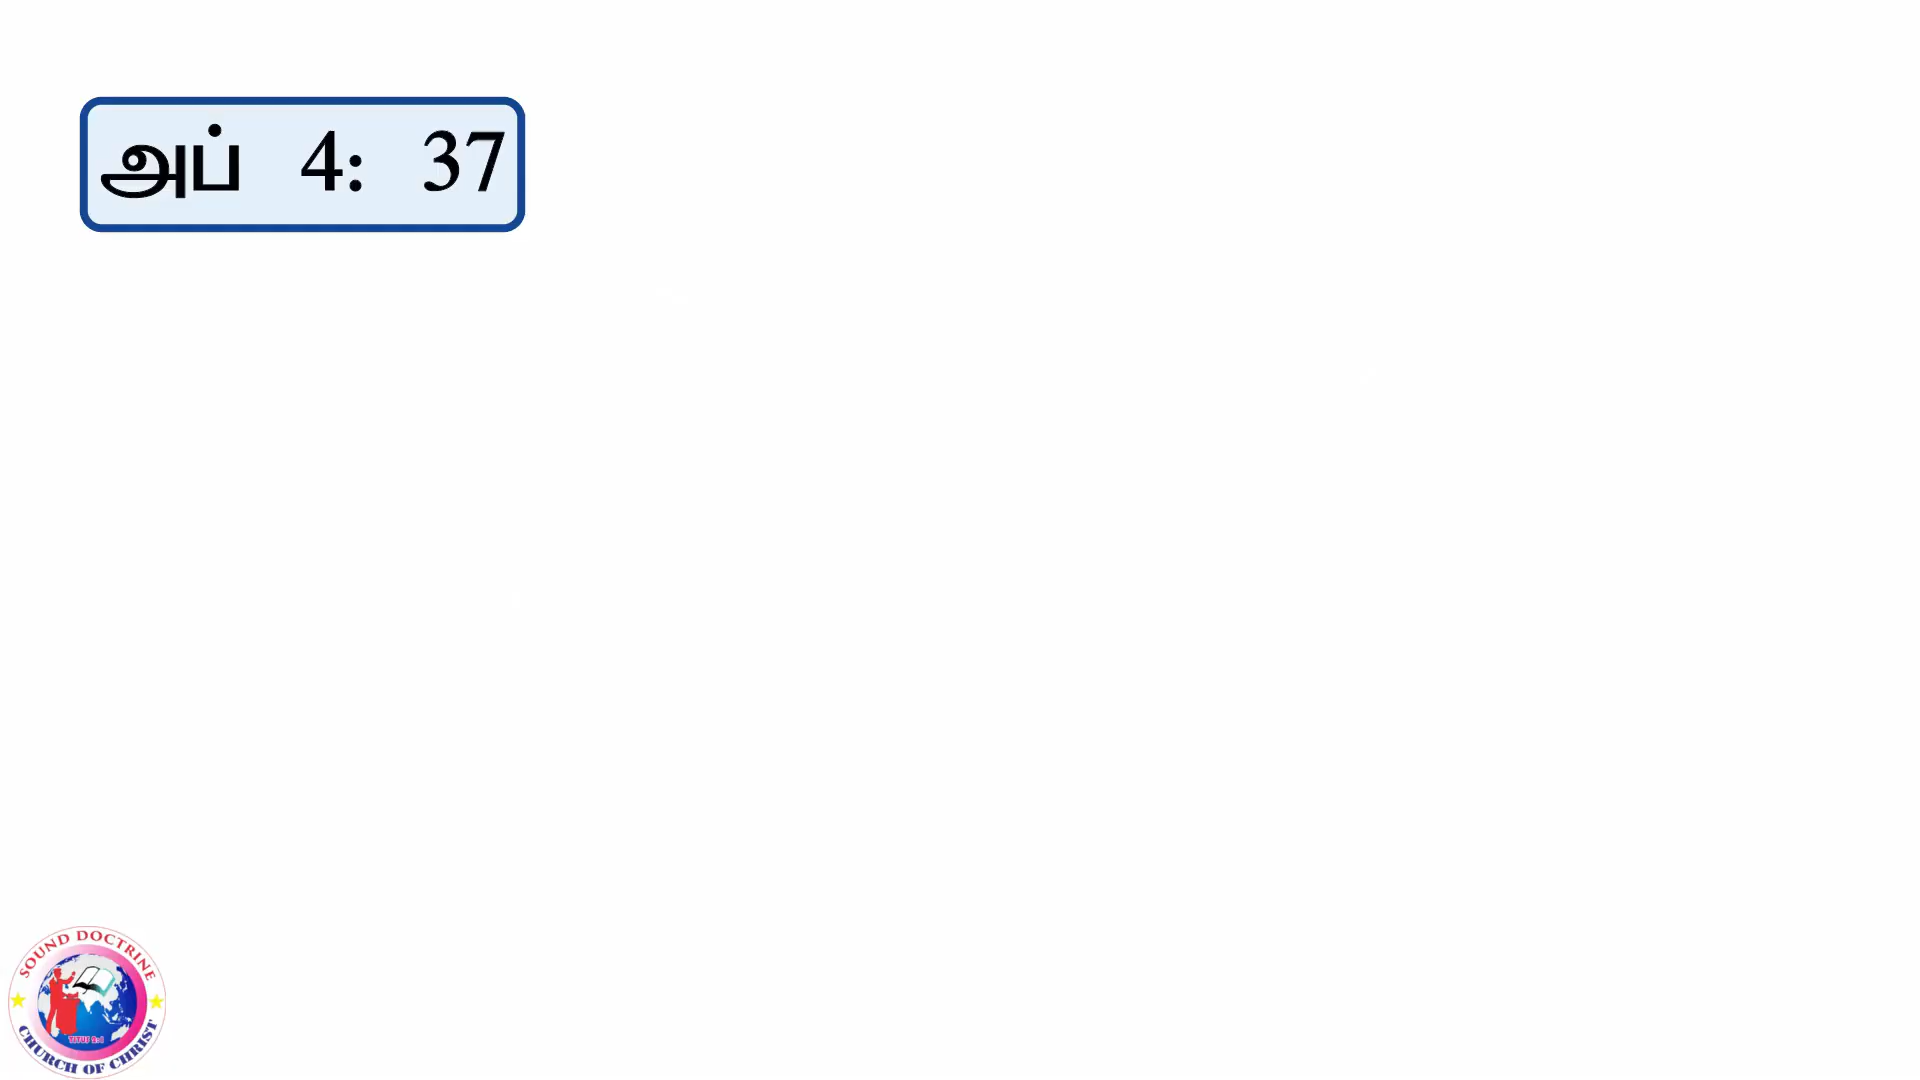 அப் 4: 37
SOUND DOCTRINE
CHURCH OF CHRIST